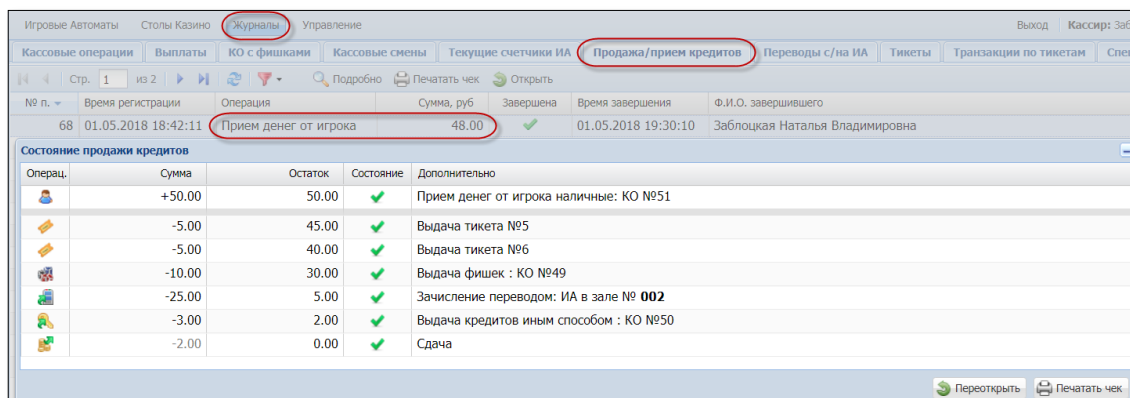 Игровые Автоматы Столы Казино Журналы Управление Выход Кассир: Заб
Кассовые операции Выплаты КО с фишками Кассовые смены Текущие счетчики ИА Продажа/прием кредитов Переводы с/на ИА Тикеты Транзакции по тикетам Спе
Стр. 1 из 2 Подробно Печатать чек Открыть
№ п. Время регистрации Операция Сумма, руб Завершена Время завершения Ф.И.О. завершившего
68 01.05.2018 18:42:11 Прием денег от игрока 48.00 01.05.2018 19:30:10 Заблоцкая Наталья Владимировна
Состояние продажи кредитов
Операц. Сумма Остаток Состояние Дополнительно
+50.00 50.00 Прием денег от игрока наличные: КО №51
-5.00 45.00 Выдача тикета №5
-5.00 40.00 Выдача тикета №6
-10.00 30.00 Выдача фишек : КО №49
-25.00 5.00 Зачисление переводом: ИА в зале № 002
-3.00 2.00 Выдача кредитов иным способом : КО №50
-2.00 0.00 Сдача
Переоткрыть Печатать чек